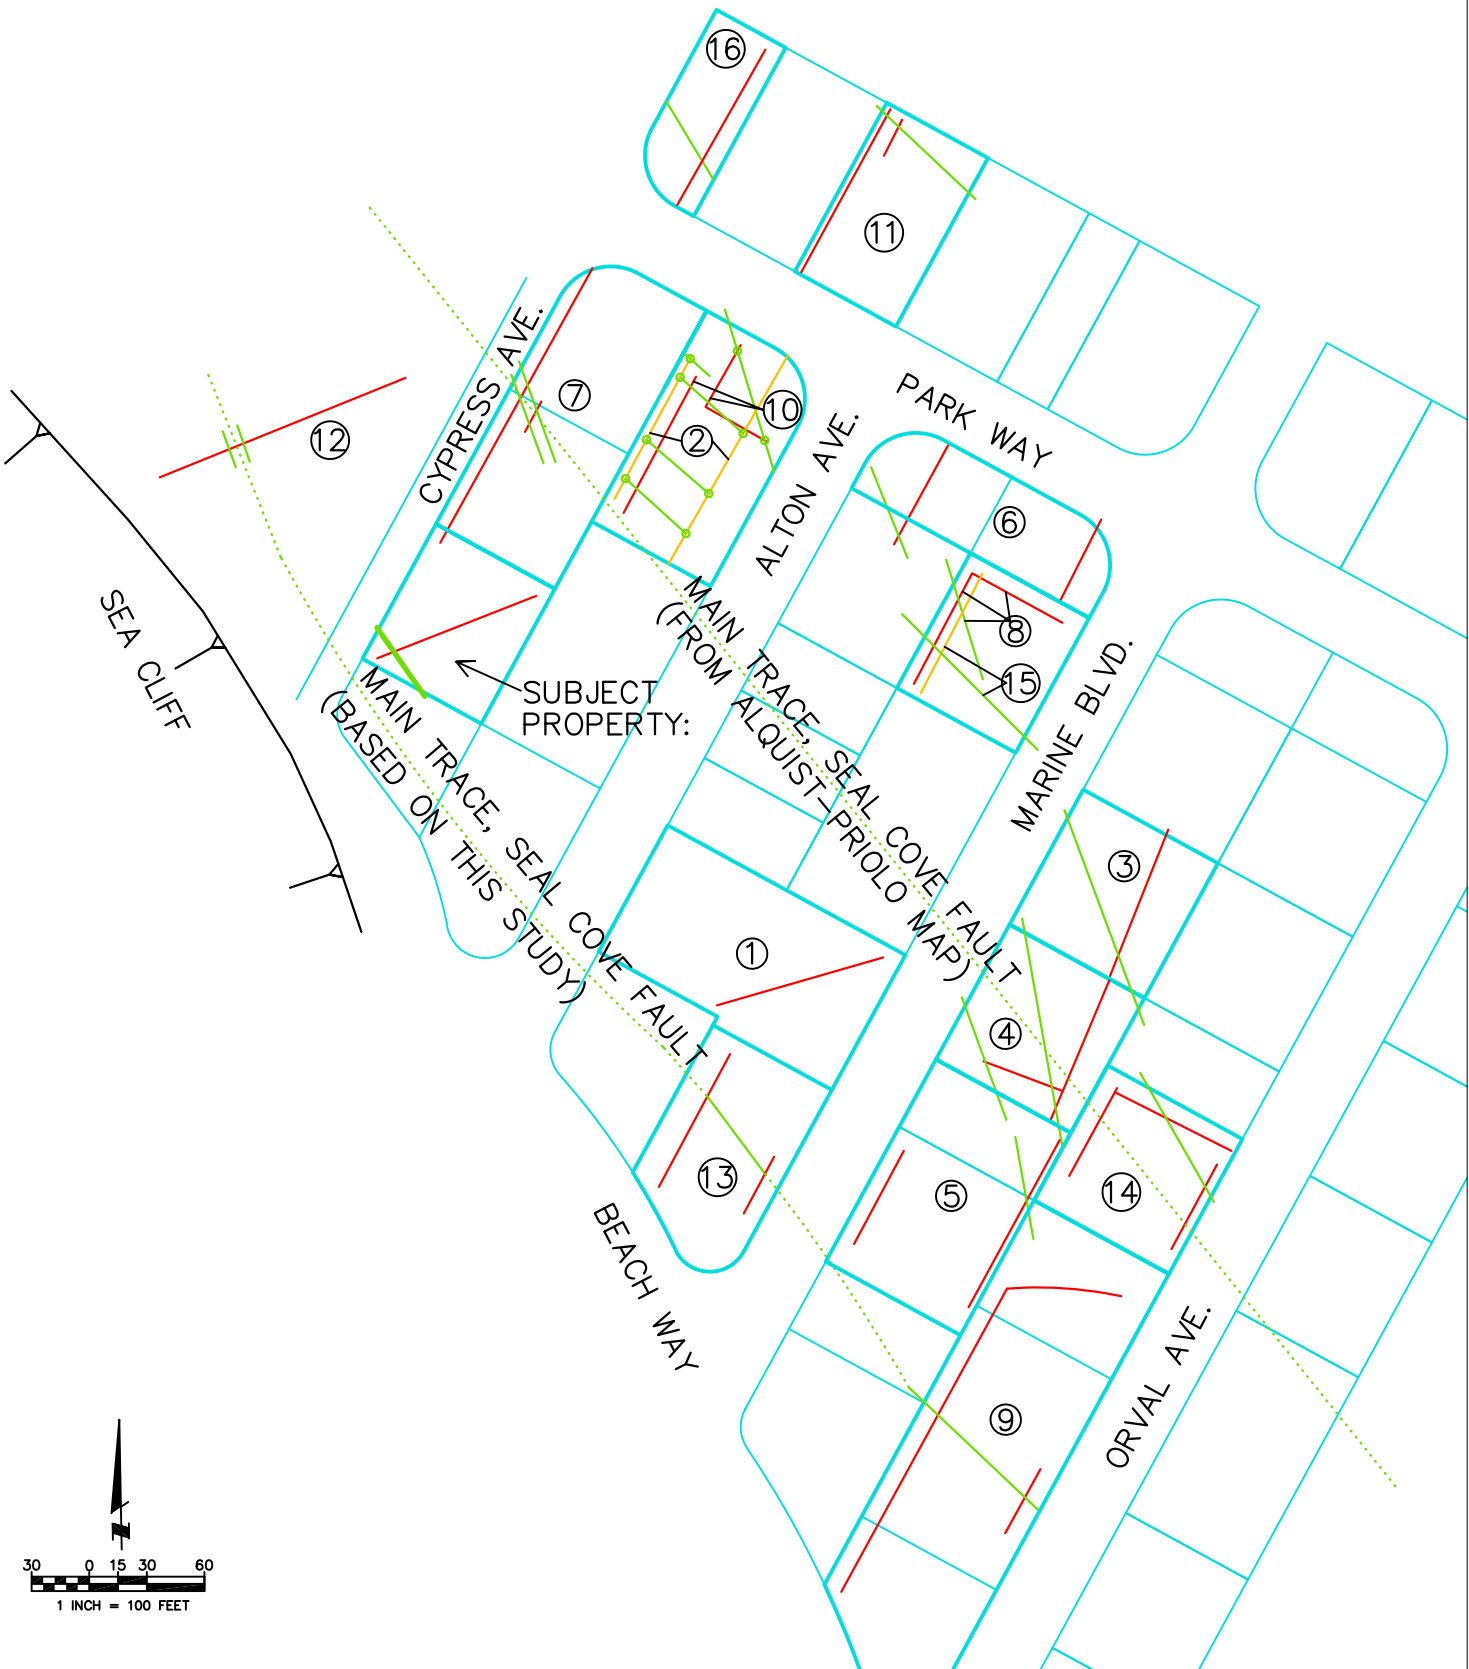 16
11
CYPRESS AVE.
7
10
2
12
PARK WAY
ALTON AVE.
6
8
15
SEA CLIFF
SUBJECT
PROPERTY:
MAIN TRACE, SEAL COVE FAULT
(FROM ALQUIST-PRIOLO MAP)
MAIN TRACE, SEAL COVE FAULT
(BASED ON THIS STUDY)
MARINE BLVD.
3
1
4
13
5
14
BEACH WAY
9
ORVAL AVE.
N
30 0 15 30 60
1 INCH = 100 FEET